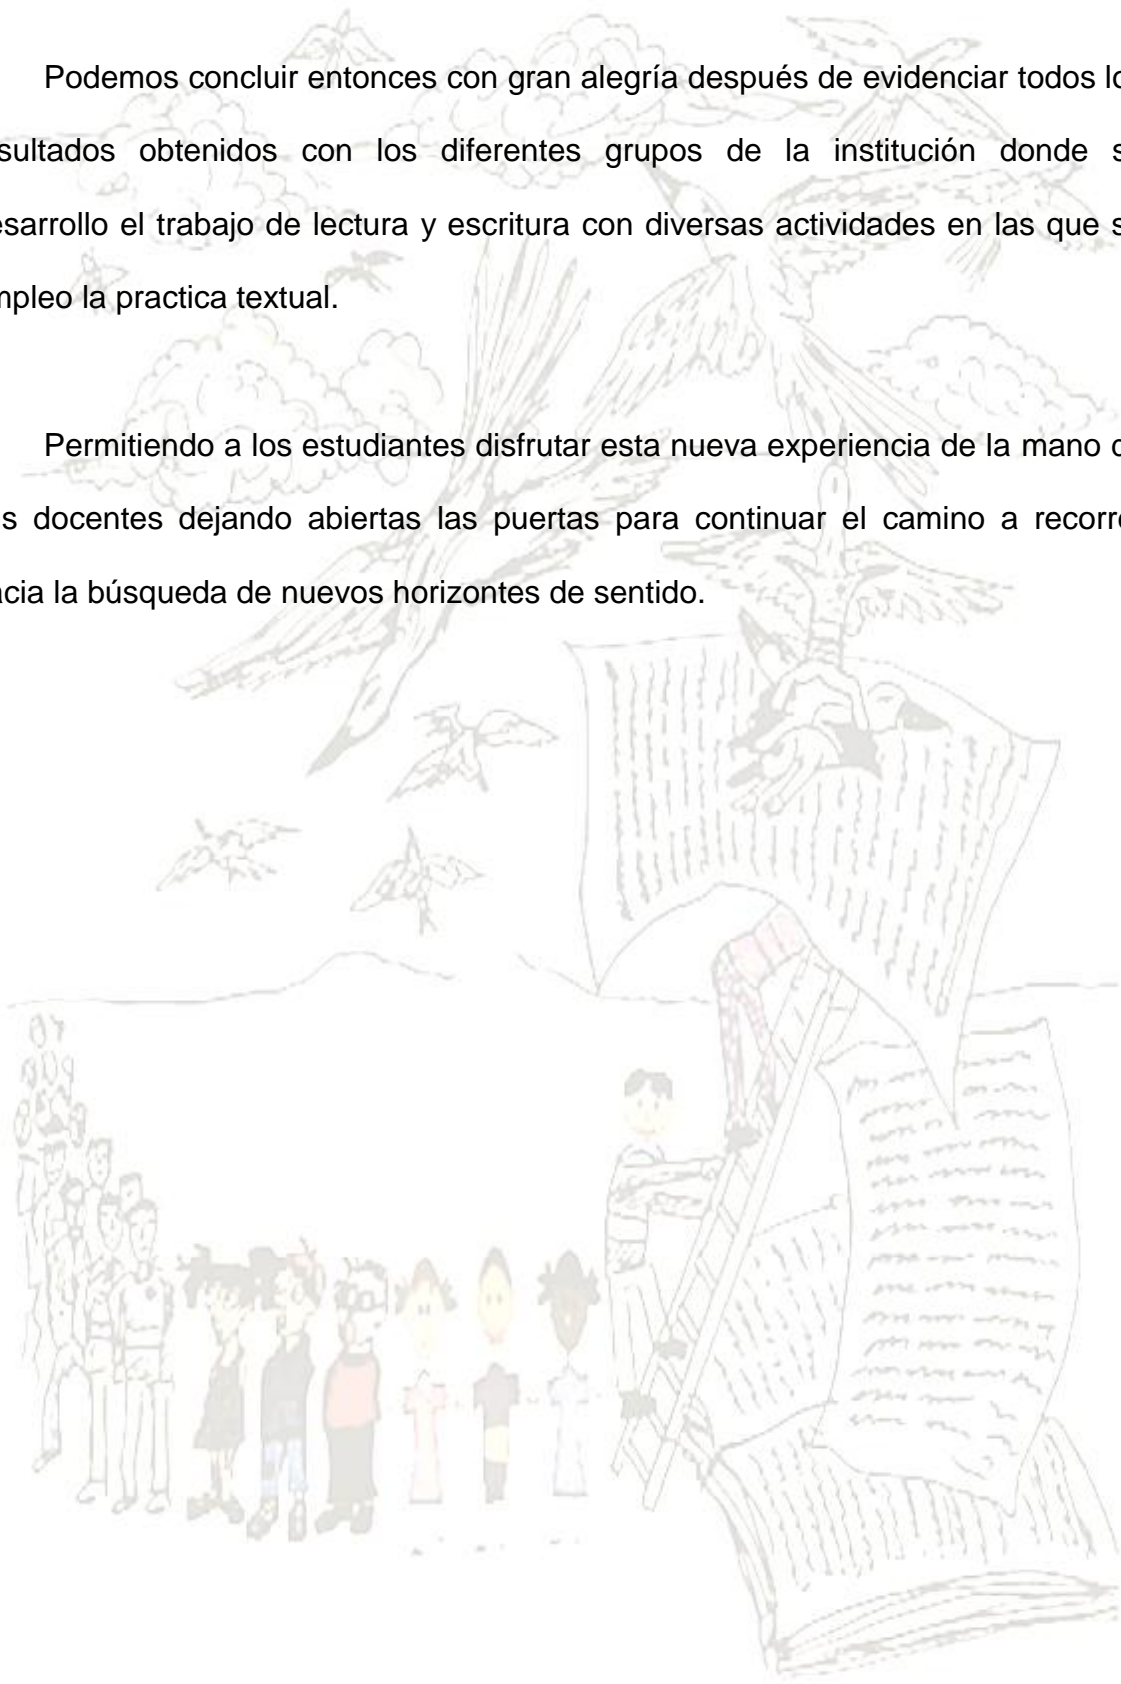 Podemos concluir entonces con gran alegría después de evidenciar todos lo
sultados obtenidos con los diferentes grupos de la institución donde s
esarrollo el trabajo de lectura y escritura con diversas actividades en las que s
mpleo la practica textual.
Permitiendo a los estudiantes disfrutar esta nueva experiencia de la mano d
s docentes dejando abiertas las puertas para continuar el camino a recorre
acia la búsqueda de nuevos horizontes de sentido.